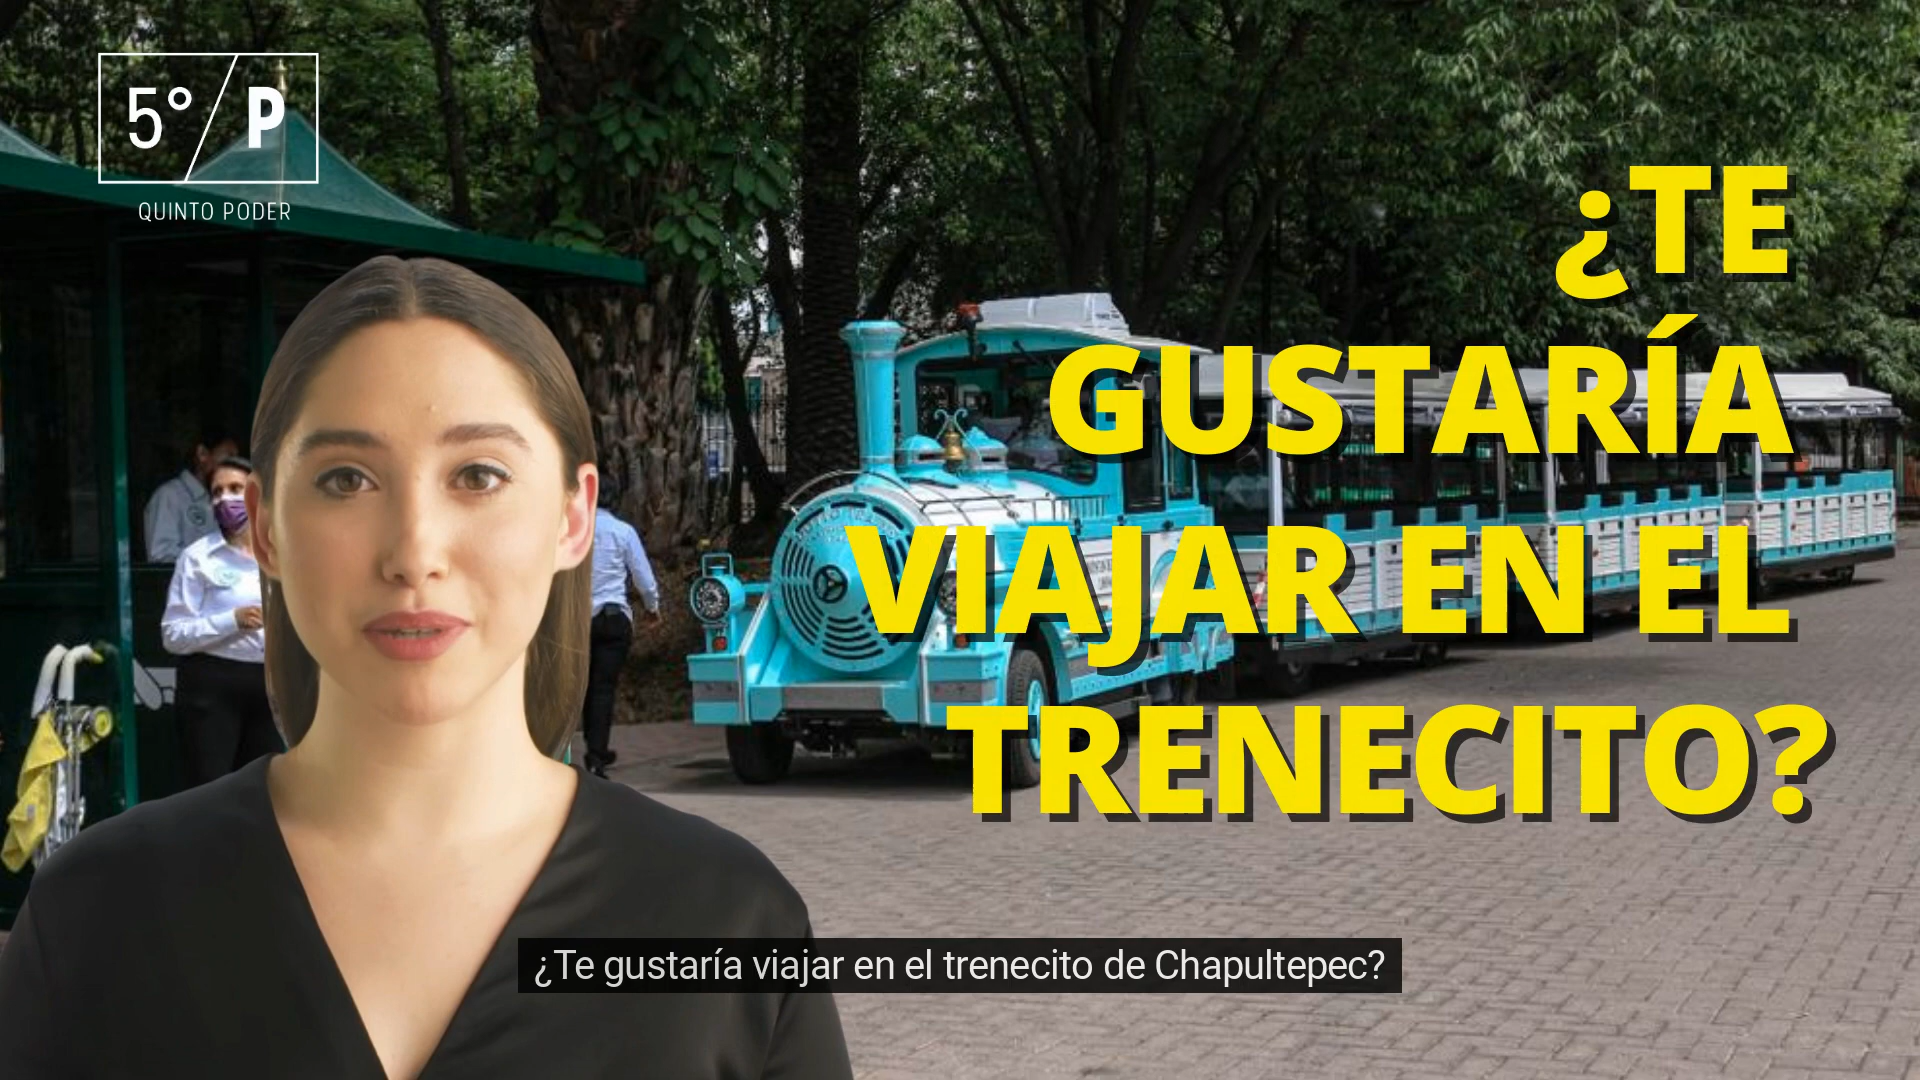 5° P
QUINTO PODER
¿TE
GUSTARÍA
VIAJAR EN EL
TRENECITO?
¿Te gustaría viajar en el trenecito de Chapultepec?